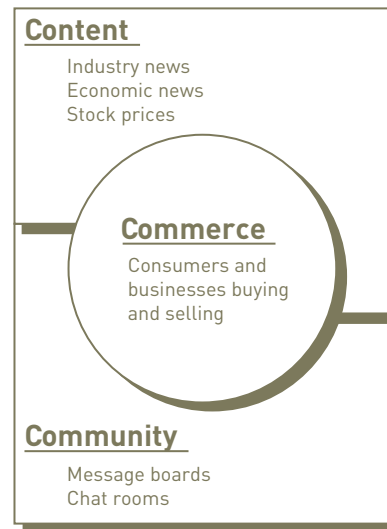 Content
Industry news
Economic news
Stock prices
Commerce
Consumers and
businesses buying
and selling
Community
Message boards
Chat rooms